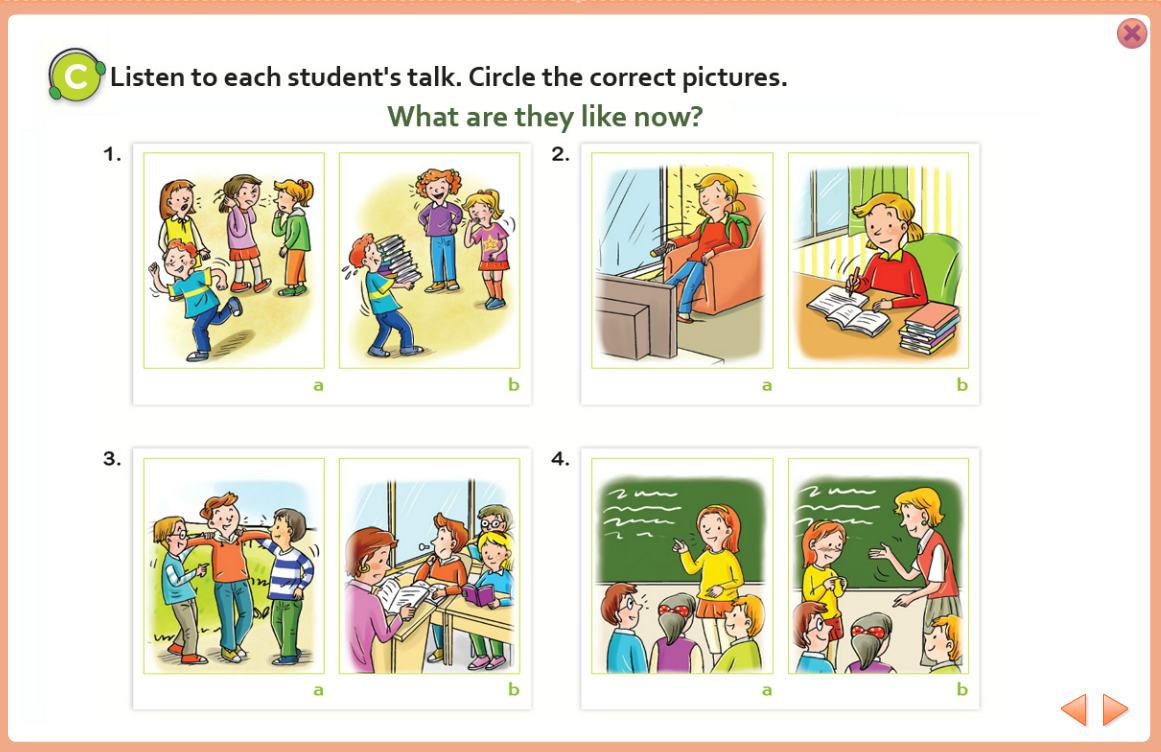 C Listen to each student's talk. Circle the correct pictures.
What are they like now?
1. 2.
a b a b
3. 4.
a b a b